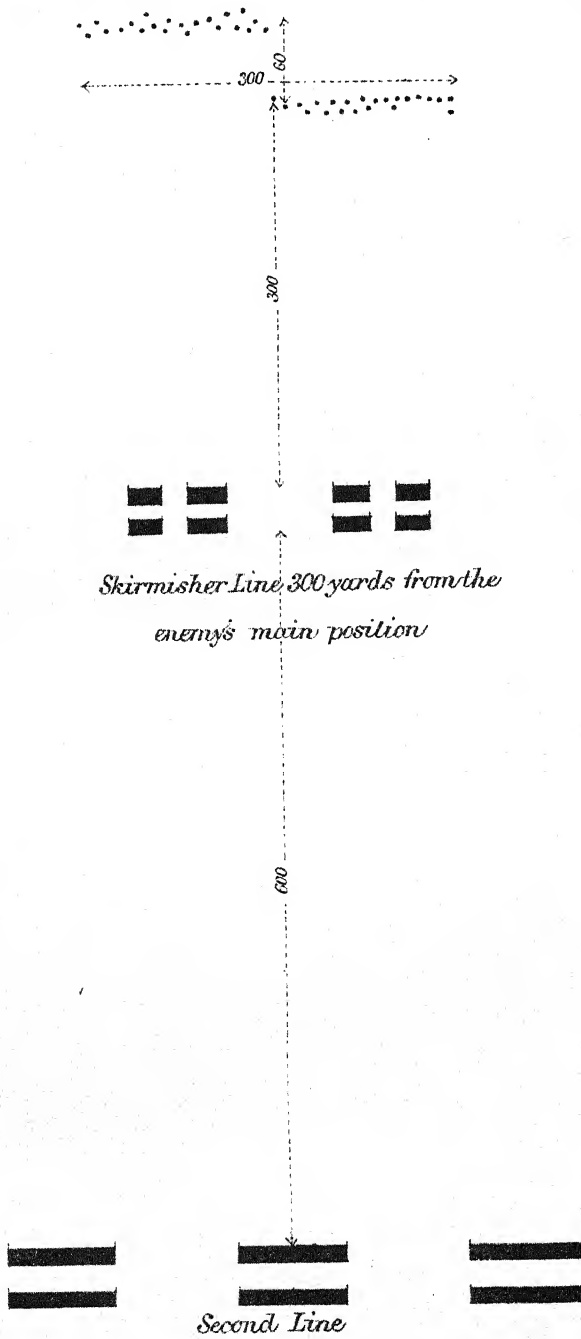 60
300
300
Skirmisher Line 300 yards from the
enemy's main position
600
Second Line